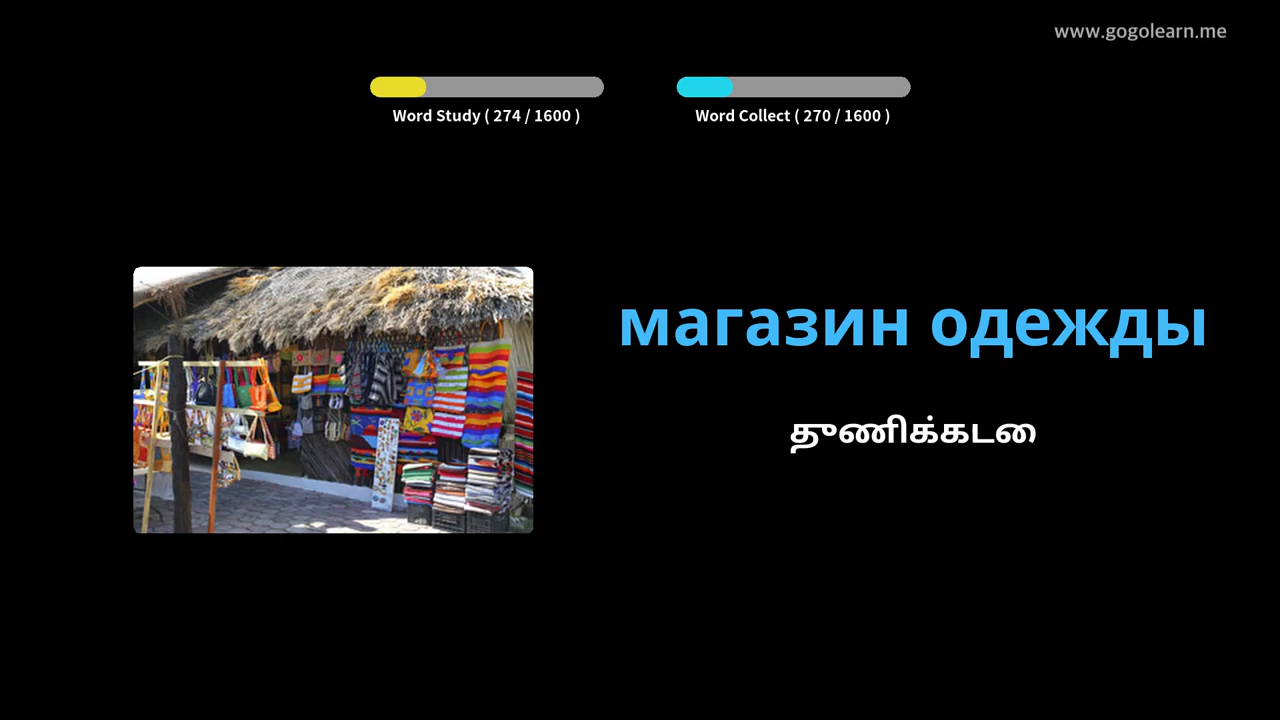 www.gogolearn.me
Word Study ( 274 / 1600 )
Word Collect ( 270 / 1600 )
магазин одежды
துணிக்கடை